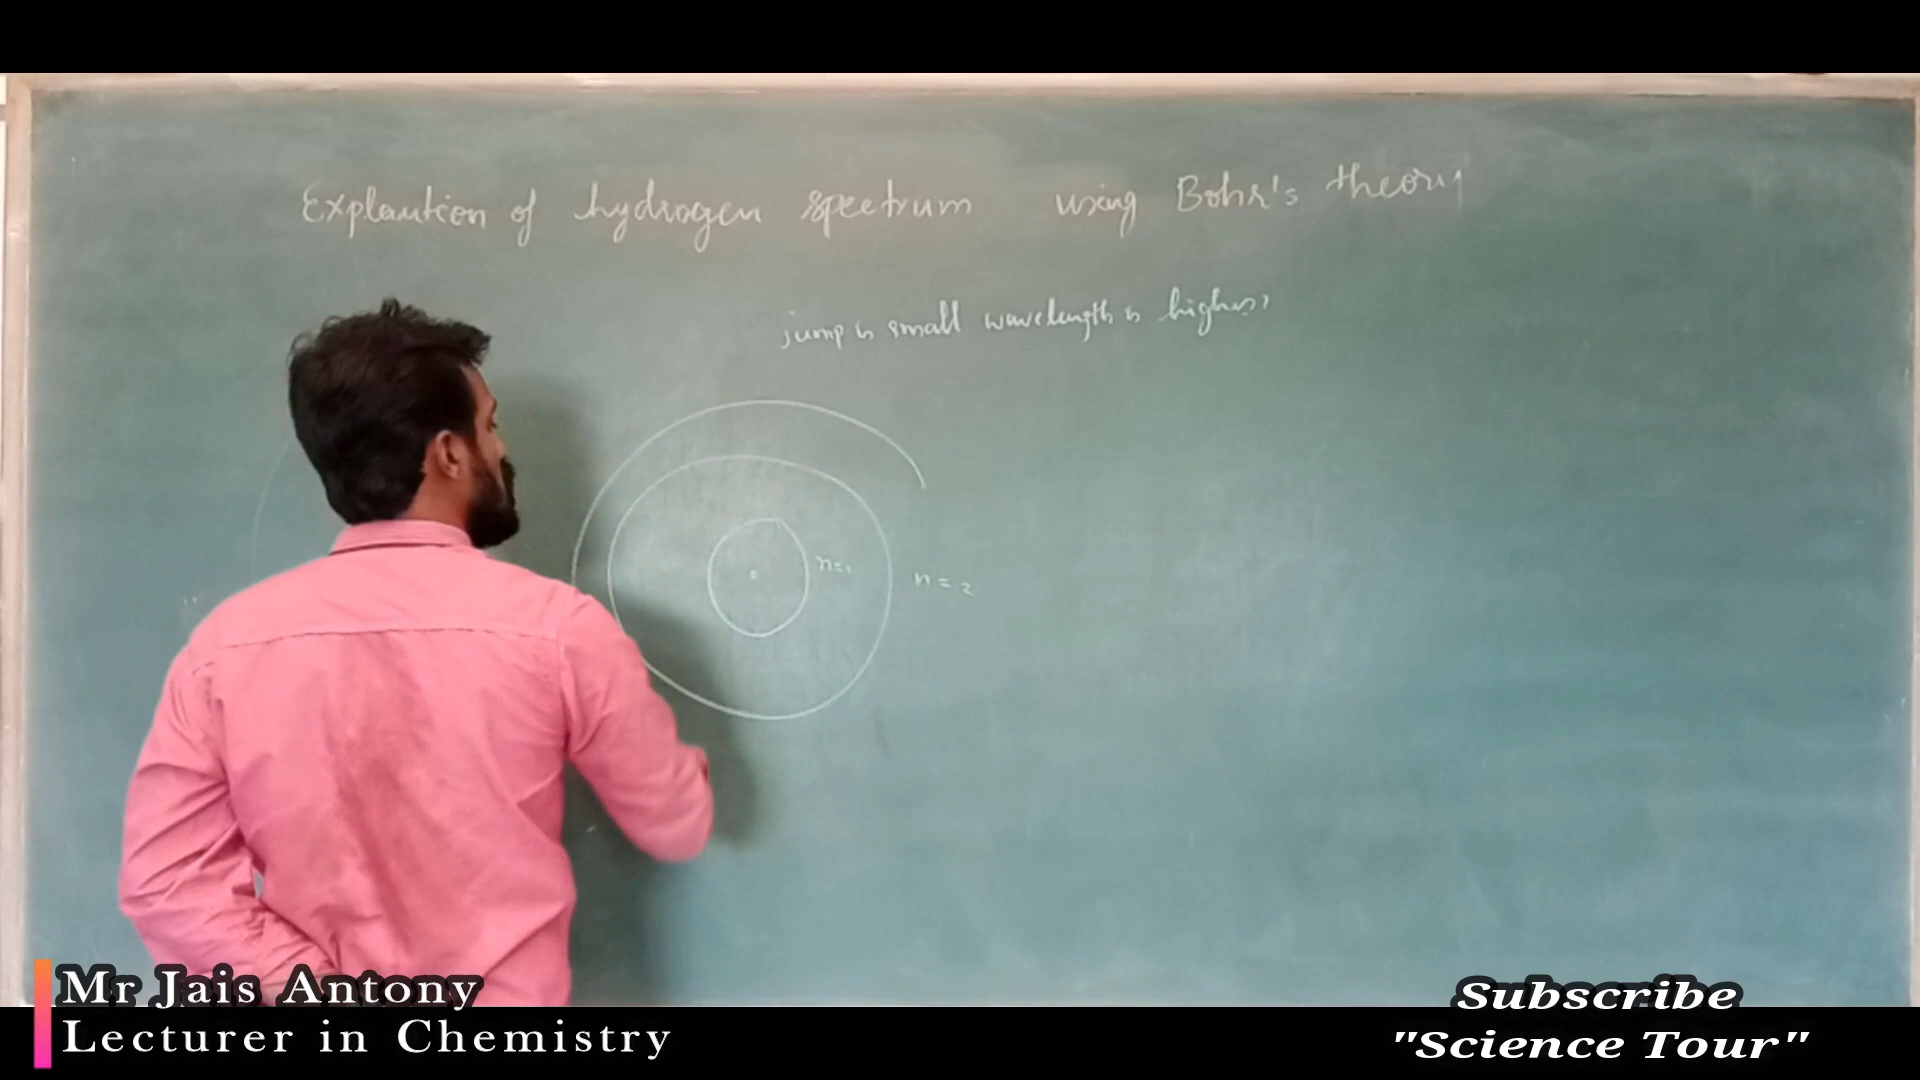 Explantion of hydrogen spectrum using Bohr's theory
jump is small wavelength is highest
n=1
n=2
Mr Jais Antony
Lecturer in Chemistry
Subscribe
"Science Tour"